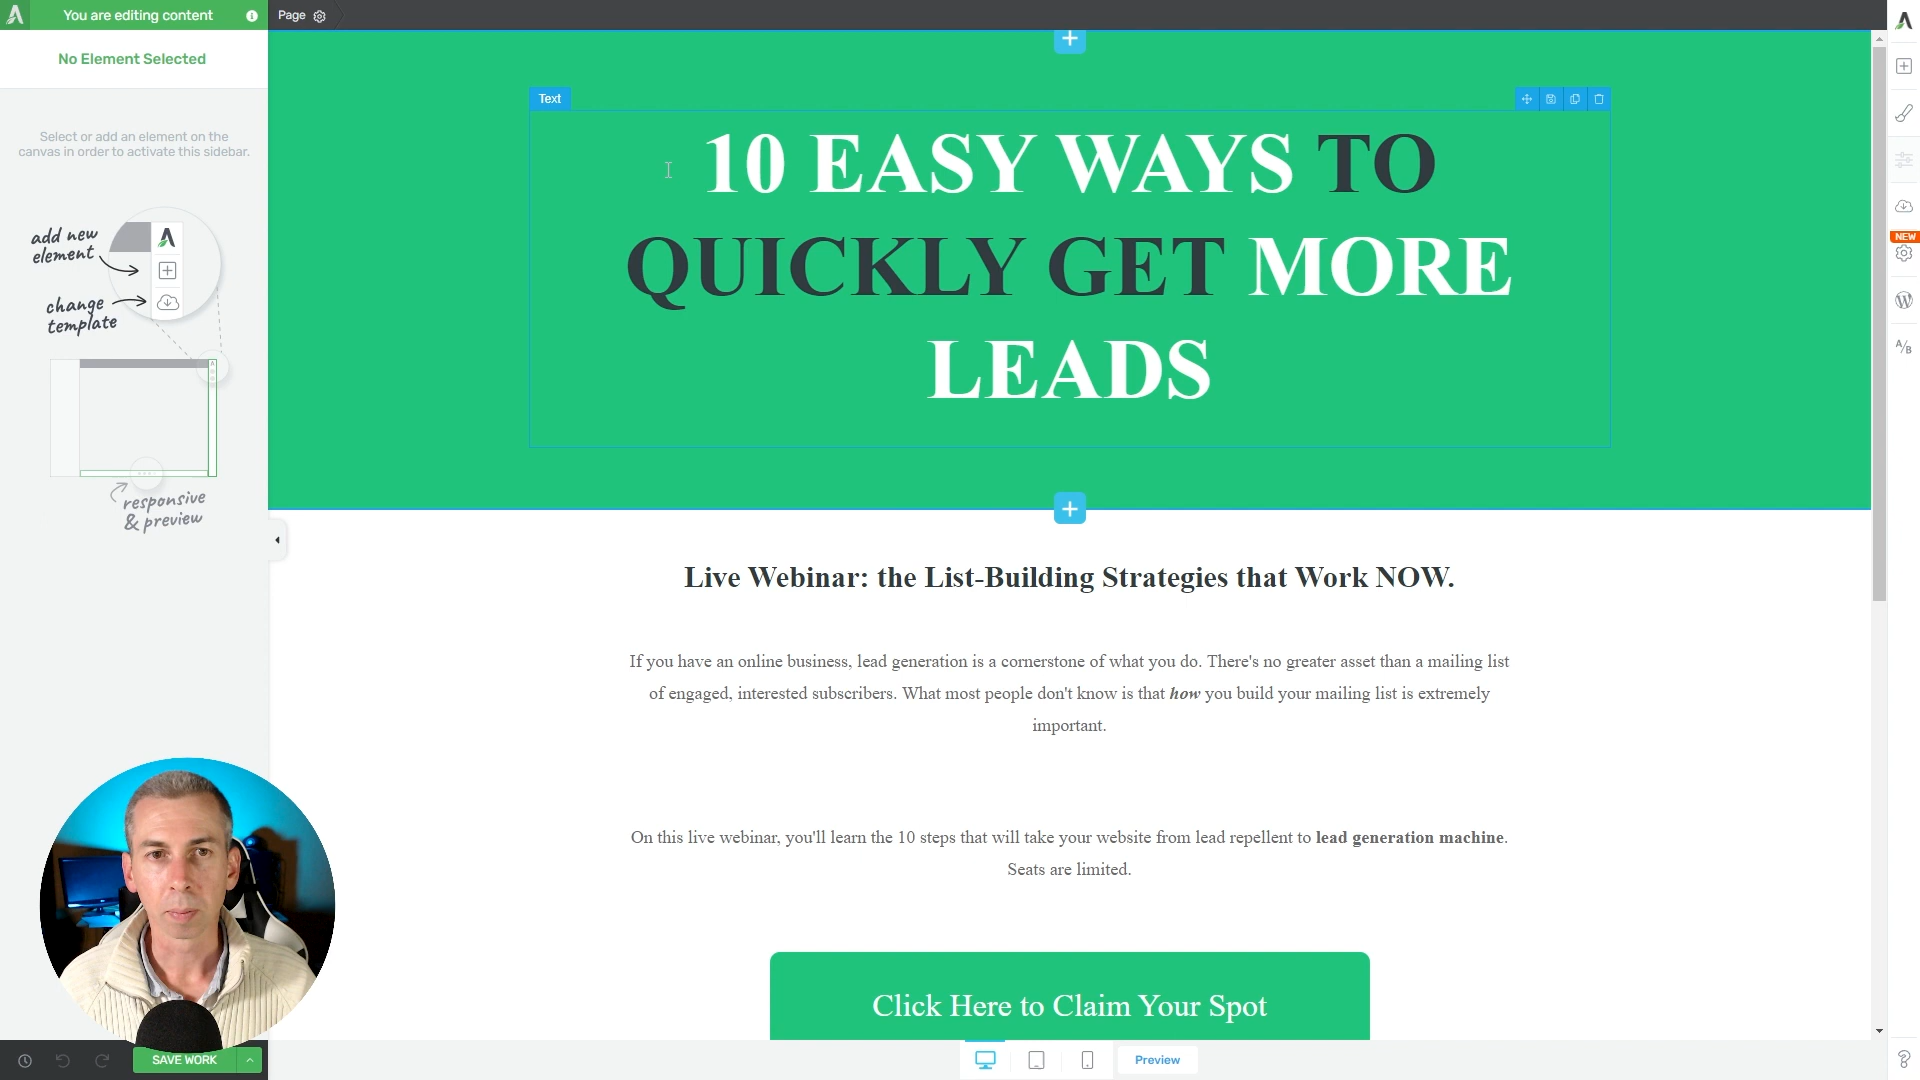 You are editing content
Page
No Element Selected
Select or add an element on the
canvas in order to activate this sidebar.
add new
element
change
template
responsive
& preview
Text
10 EASY WAYS TO
QUICKLY GET MORE
LEADS
Live Webinar: the List-Building Strategies that Work NOW.
If you have an online business, lead generation is a cornerstone of what you do. There's no greater asset than a mailing list
of engaged, interested subscribers. What most people don't know is that how you build your mailing list is extremely
important.
On this live webinar, you'll learn the 10 steps that will take your website from lead repellent to lead generation machine.
Seats are limited.
Click Here to Claim Your Spot
NEW
A/B
SAVE WORK
Preview